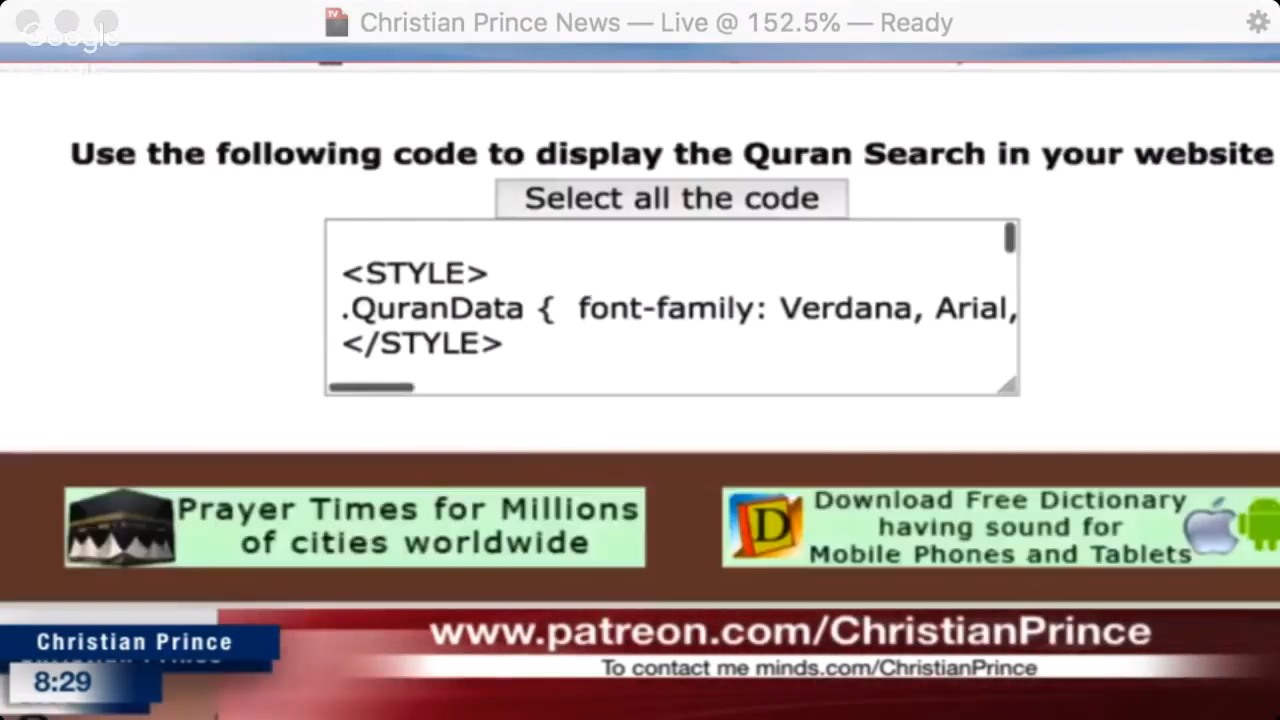 Christian Prince News — Live @ 152.5% — Ready
Google
Use the following code to display the Quran Search in your website
Select all the code
<STYLE>
.QuranData { font-family: Verdana, Arial,
</STYLE>
Prayer Times for Millions
of cities worldwide
D
Download Free Dictionary
having sound for
Mobile Phones and Tablets
www.patreon.com/ChristianPrince
To contact me minds.com/ChristianPrince
Christian Prince
8:29